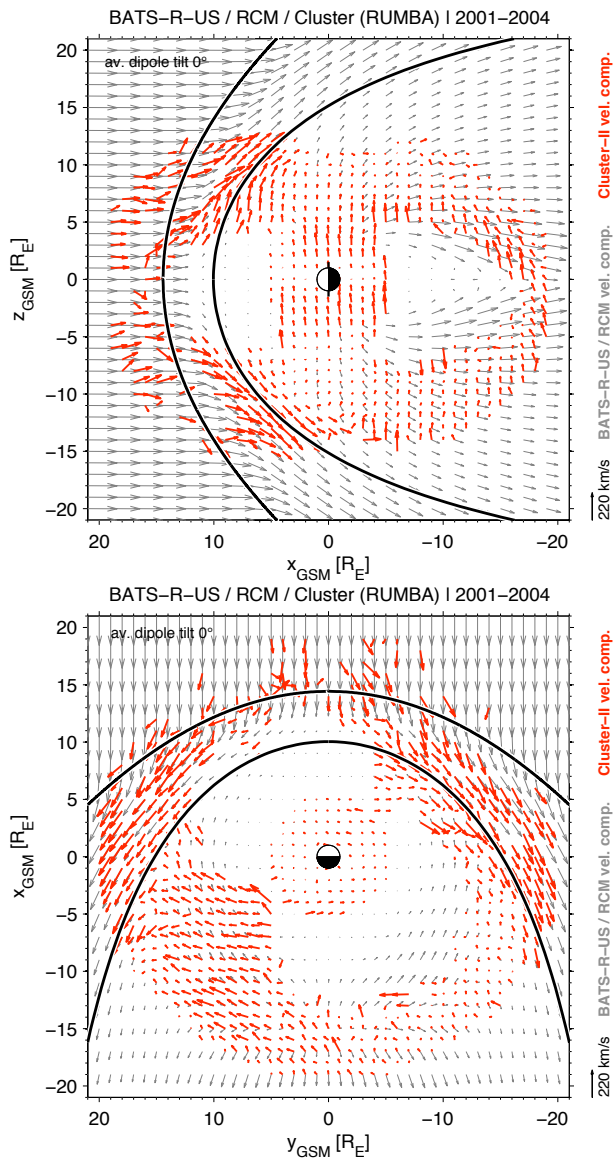 BATS−R−US / RCM / Cluster (RUMBA) | 2001−2004
av. dipole tilt 0°
20
15
10
5
0
−5
−10
−15
−20
z_GSM [R_E]
20 10 0 −10 −20
x_GSM [R_E]
220 km/s
BATS−R−US / RCM vel. comp.
Cluster−II vel. comp.
BATS−R−US / RCM / Cluster (RUMBA) | 2001−2004
av. dipole tilt 0°
20
15
10
5
0
−5
−10
−15
−20
x_GSM [R_E]
20 10 0 −10 −20
y_GSM [R_E]
220 km/s
BATS−R−US / RCM vel. comp.
Cluster−II vel. comp.